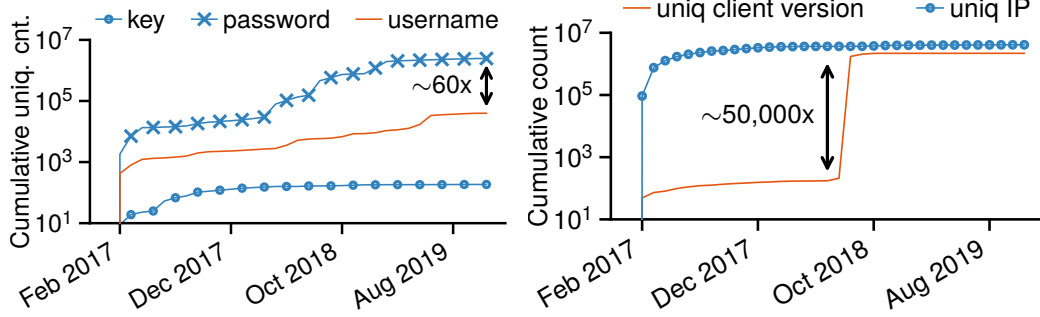 key password username
Cumulative uniq. cnt.
10^7
10^5
10^3
10^1
~60x
Feb 2017 Dec 2017 Oct 2018 Aug 2019
uniq client version uniq IP
Cumulative count
10^7
10^5
10^3
10^1
~50,000x
Feb 2017 Dec 2017 Oct 2018 Aug 2019